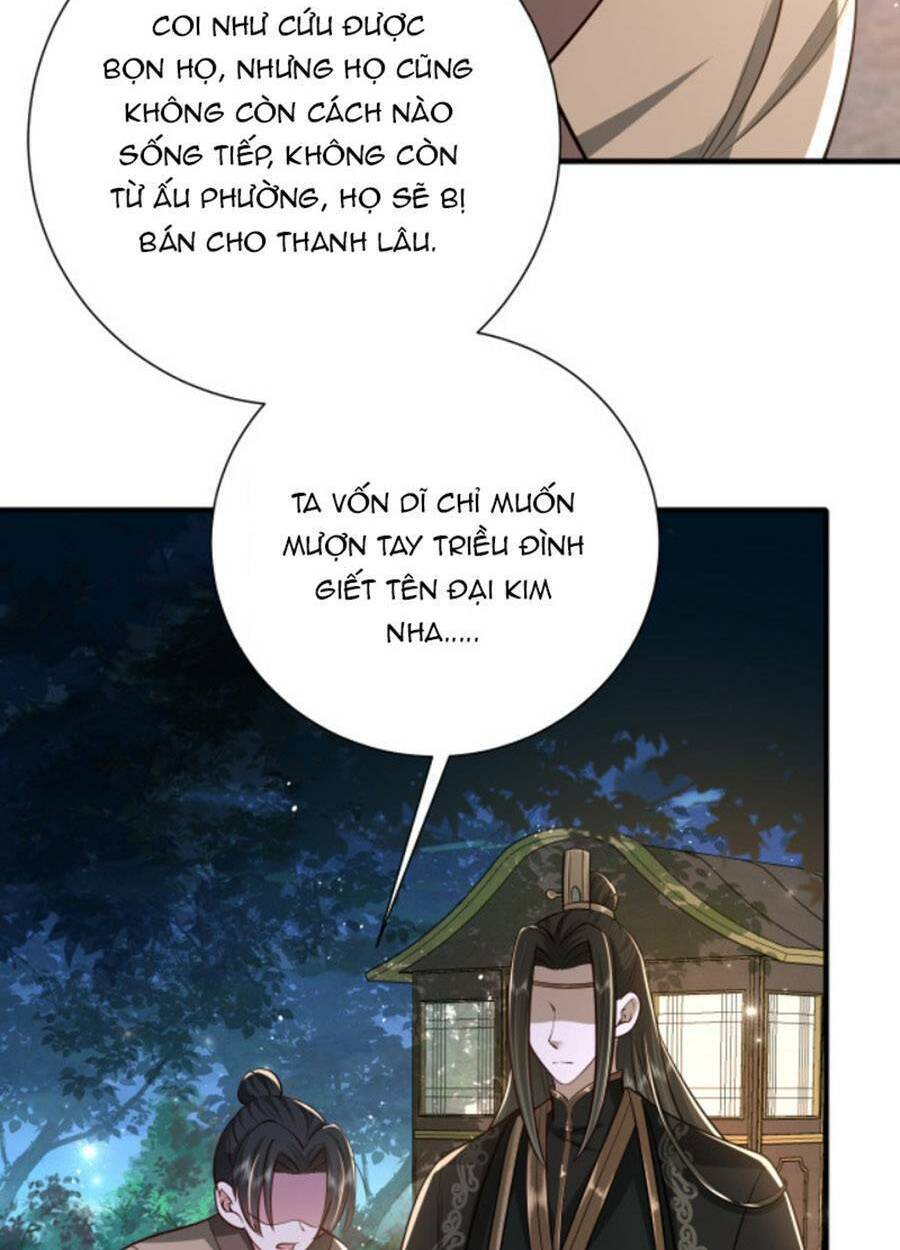 COI NHƯ CỨU ĐƯỢC
BỌN HỌ, NHƯNG HỌ CŨNG
KHÔNG CÒN CÁCH NÀO
SỐNG TIẾP, KHÔNG CÒN
TỪ ẤU PHƯỜNG, HỌ SẼ BỊ
BÁN CHO THANH LÂU.
TA VỐN DĨ CHỈ MUỐN
MƯỢN TAY TRIỀU ĐÌNH
GIẾT TÊN ĐẠI KIM
NHA.....